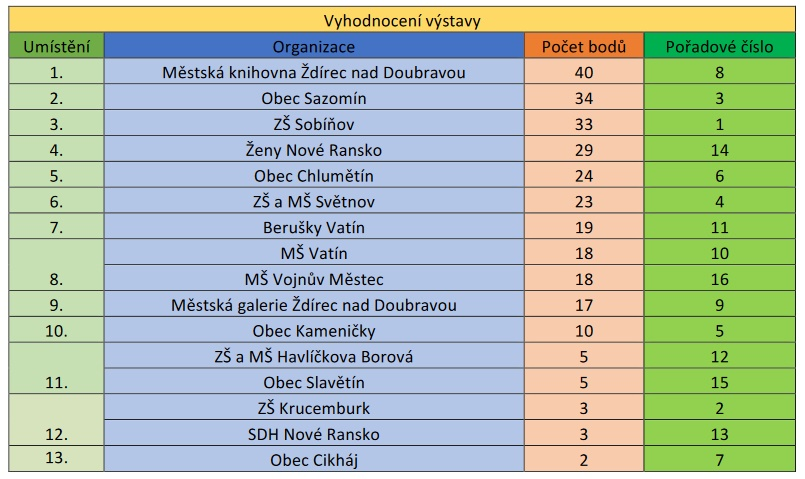 Vyhodnocení výstavy
Umístění Organizace Počet bodů Pořadové číslo
1. Městská knihovna Ždírec nad Doubravou 40 8
2. Obec Sazomín 34 3
3. ZŠ Sobíňov 33 1
4. Ženy Nové Ransko 29 14
5. Obec Chlumětín 24 6
6. ZŠ a MŠ Světnov 23 4
7. Berušky Vatín 19 11
MŠ Vatín 18 10
8. MŠ Vojnův Městec 18 16
9. Městská galerie Ždírec nad Doubravou 17 9
10. Obec Kameničky 10 5
ZŠ a MŠ Havlíčkova Borová 5 12
11. Obec Slavětín 5 15
ZŠ Krucemburk 3 2
12. SDH Nové Ransko 3 13
13. Obec Cikháj 2 7